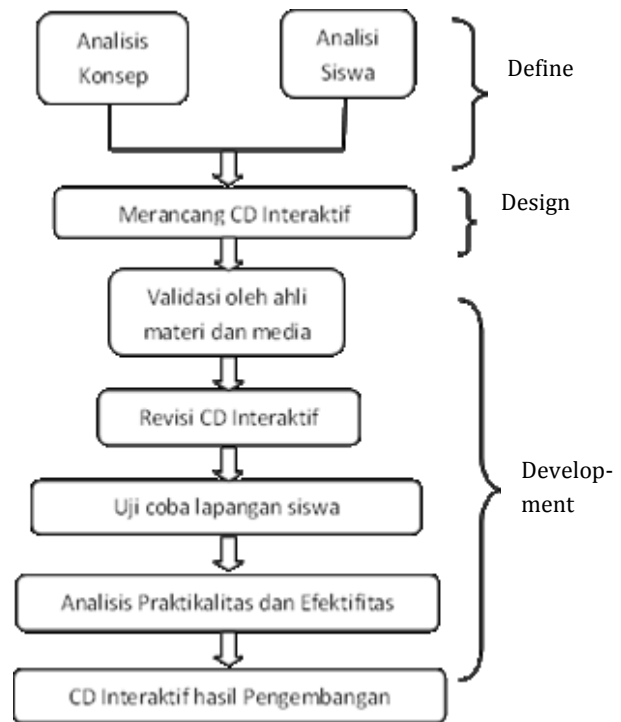 Analisis
Konsep
Analisi
Siswa
Define
Merancang CD Interaktif
Design
Validasi oleh ahli
materi dan media
Revisi CD Interaktif
Uji coba lapangan siswa
Develop-
ment
Analisis Praktikalitas dan Efektifitas
CD Interaktif hasil Pengembangan